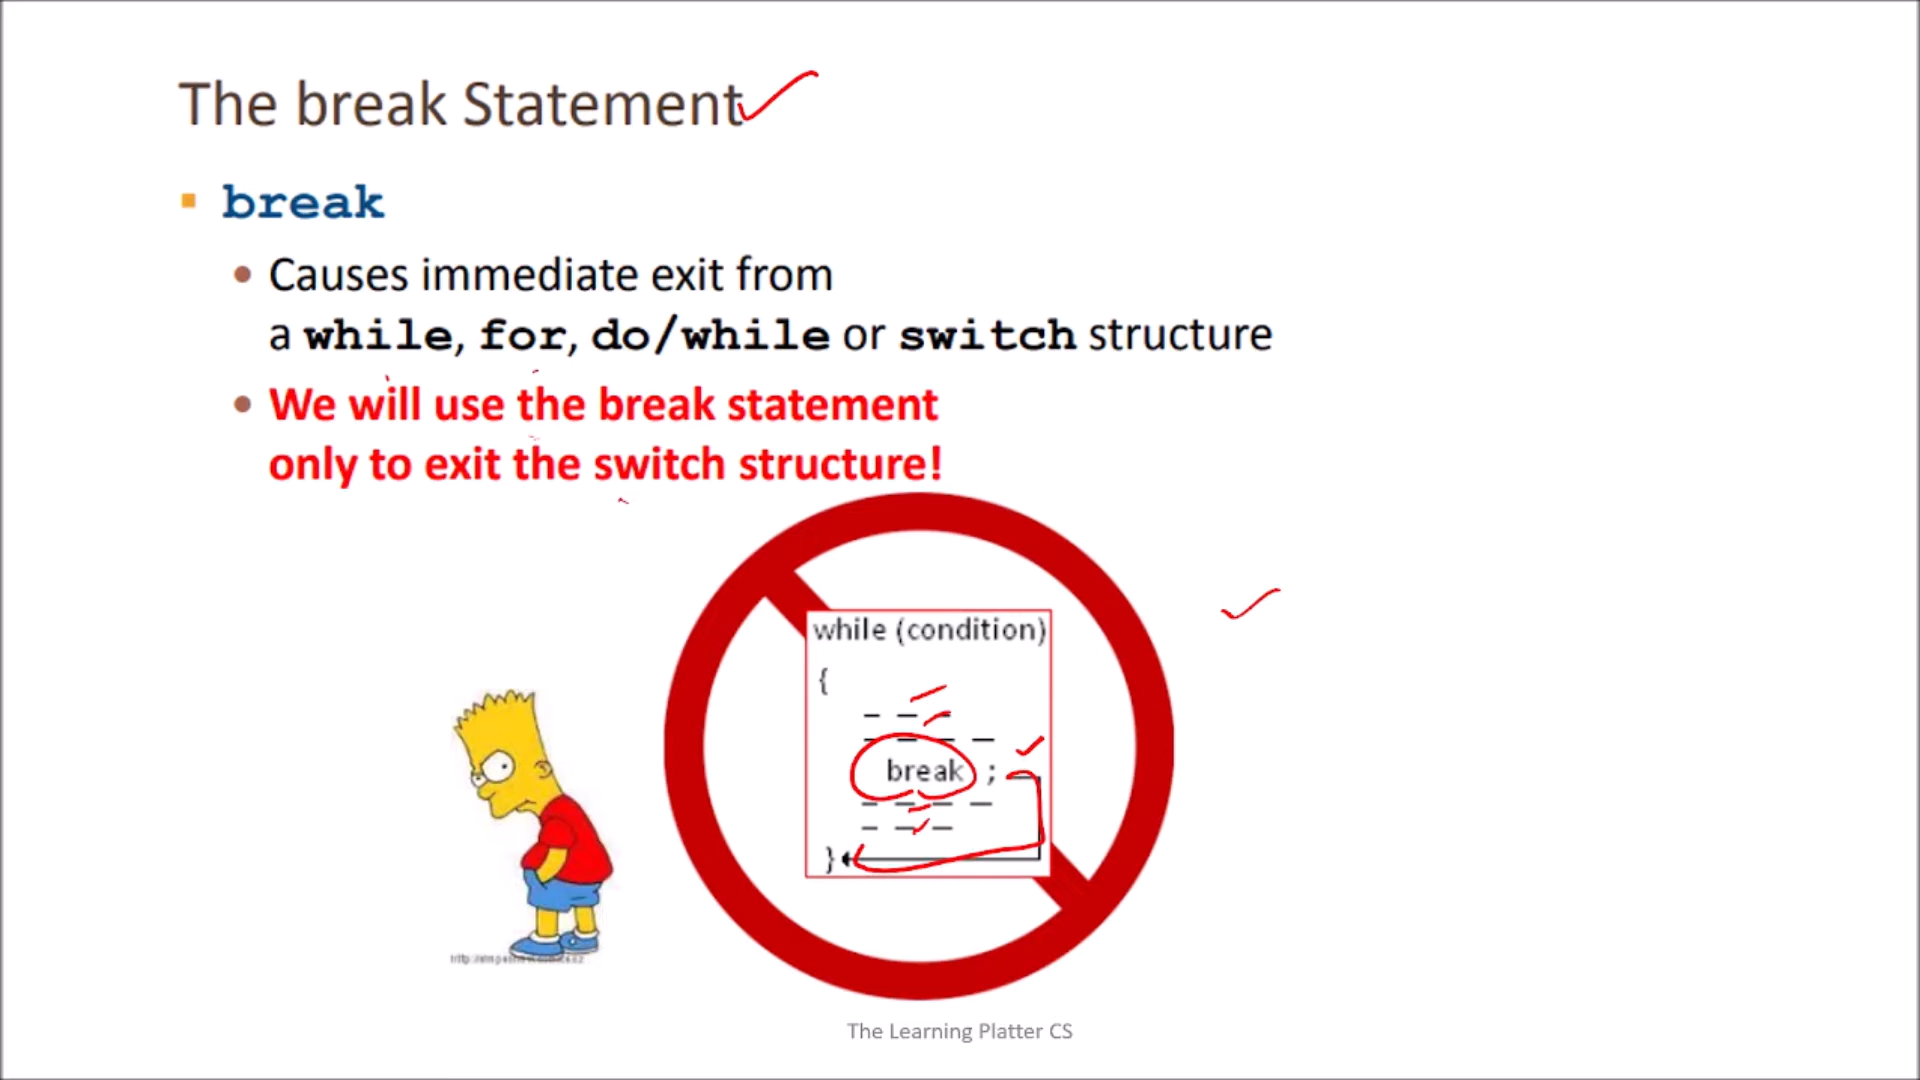 The break Statement
break
Causes immediate exit from
a while, for, do/while or switch structure
We will use the break statement
only to exit the switch structure!
while (condition)
{
break ;
}
The Learning Platter CS